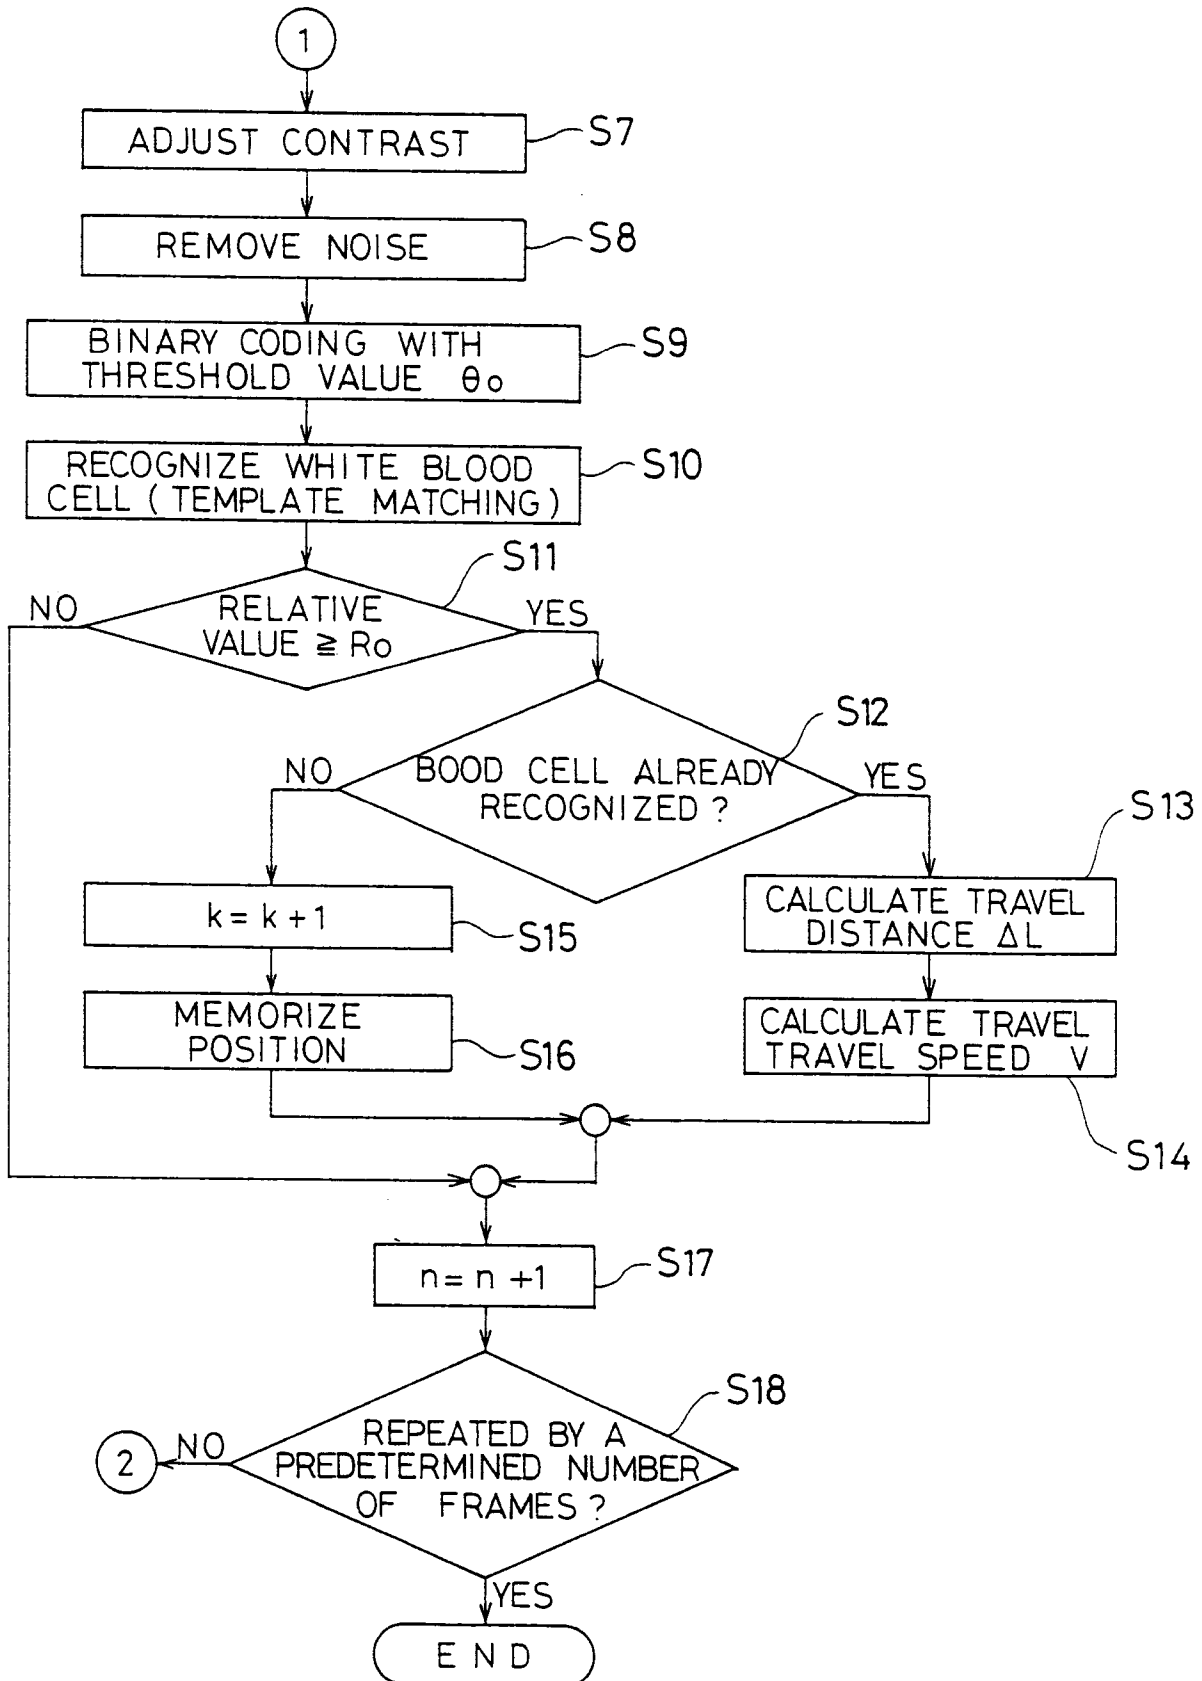 1
ADJUST CONTRAST
S7
REMOVE NOISE
S8
BINARY CODING WITH
THRESHOLD VALUE θo
S9
RECOGNIZE WHITE BLOOD
CELL (TEMPLATE MATCHING)
S10
S11
NO
RELATIVE
VALUE ≧ Ro
YES
S12
NO
BOOD CELL ALREADY
RECOGNIZED?
YES
S13
CALCULATE TRAVEL
DISTANCE ΔL
k = k + 1
S15
MEMORIZE
POSITION
S16
CALCULATE TRAVEL
TRAVEL SPEED V
S14
n = n + 1
S17
S18
REPEATED BY A
PREDETERMINED NUMBER
OF FRAMES?
NO
2
YES
END